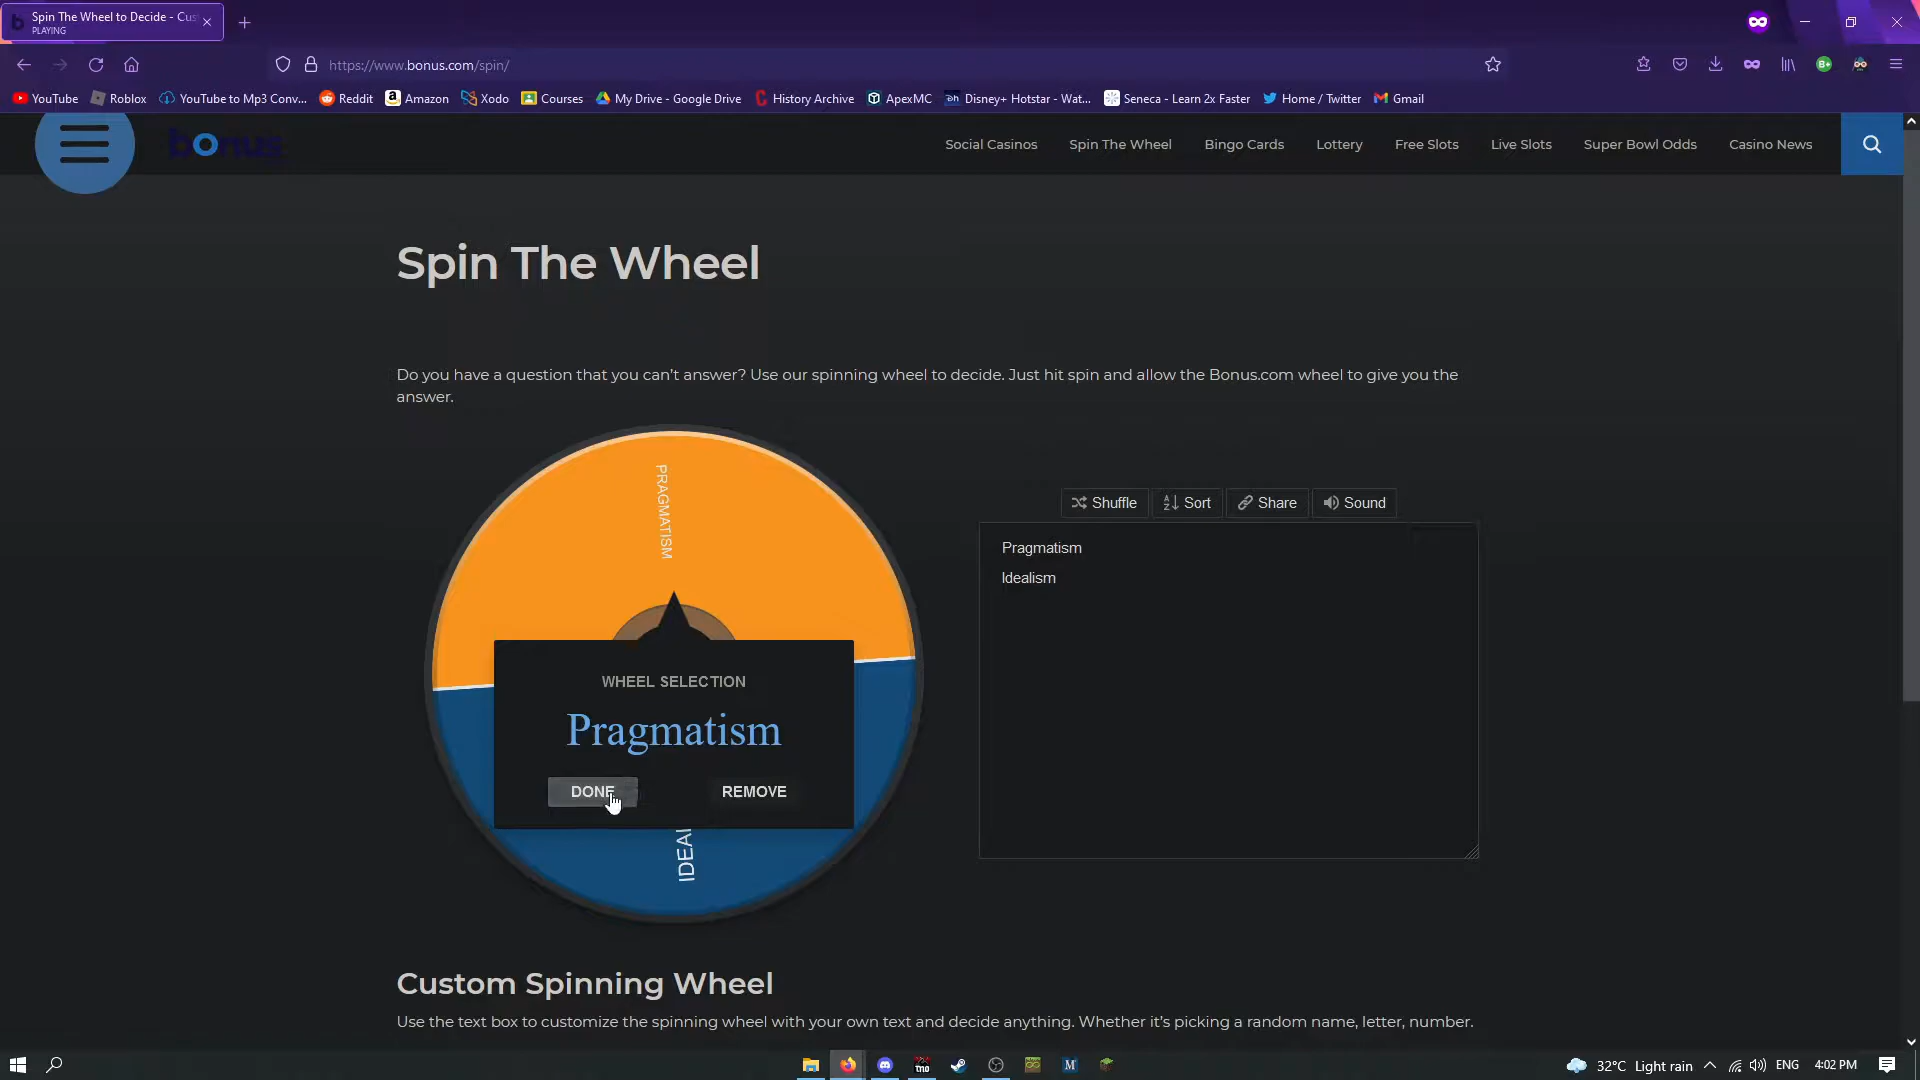 Spin The Wheel to Decide - Cus
PLAYING
https://www.bonus.com/spin/
YouTube
Roblox
YouTube to Mp3 Conv...
Reddit
Amazon
Xodo
Courses
My Drive - Google Drive
History Archive
ApexMC
Disney+ Hotstar - Wat...
Seneca - Learn 2x Faster
Home / Twitter
Gmail
bonus
Social Casinos
Spin The Wheel
Bingo Cards
Lottery
Free Slots
Live Slots
Super Bowl Odds
Casino News
Spin The Wheel
Do you have a question that you can't answer? Use our spinning wheel to decide. Just hit spin and allow the Bonus.com wheel to give you the
answer.
PRAGMATISM
Shuffle
Sort
Share
Sound
Pragmatism
Idealism
WHEEL SELECTION
Pragmatism
DONE
REMOVE
IDEAL
Custom Spinning Wheel
Use the text box to customize the spinning wheel with your own text and decide anything. Whether it's picking a random name, letter, number.
32°C Light rain
ENG
4:02 PM